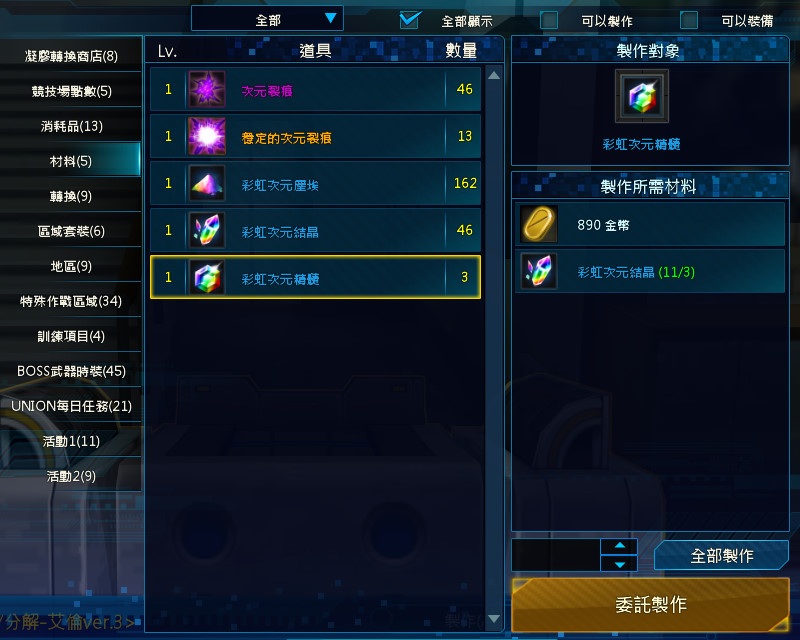 全部
全部顯示
可以製作
可以裝備
凝膠轉換商店(8)
競技場點數(5)
消耗品(13)
材料(5)
轉換(9)
區域套裝(6)
地區(9)
特殊作戰區域(34)
訓練項目(4)
BOSS武器時裝(45)
UNION每日任務(21)
活動1(11)
活動2(9)
Lv. 道具 數量
1 次元裂痕 46
1 穩定的次元裂痕 13
1 彩虹次元塵埃 162
1 彩虹次元結晶 46
1 彩虹次元精髓 3
製作對象
彩虹次元精髓
製作所需材料
890 金幣
彩虹次元結晶 (11/3)
全部製作
委託製作
/分解-艾倫ver.3>